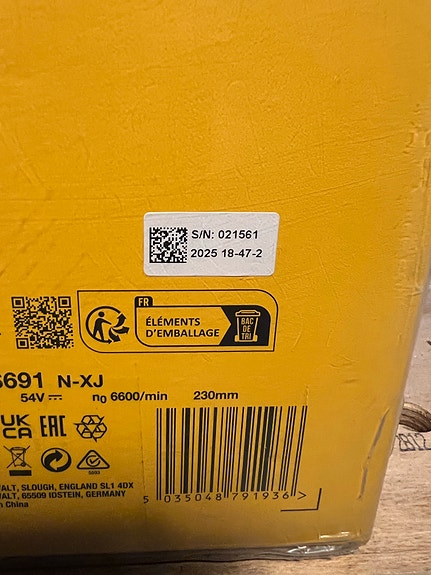 S/N: 021561
2025 18-47-2
FR
ÉLÉMENTS
D'EMBALLAGE
BAC
DE
TRI
691 N-XJ
54V⎓ n₀ 6600/min 230mm
UK
CA
EAC
5 035048 791936 >
ALT, SLOUGH, ENGLAND SL1 4DX
ALT, 65509 IDSTEIN, GERMANY
n China
2812